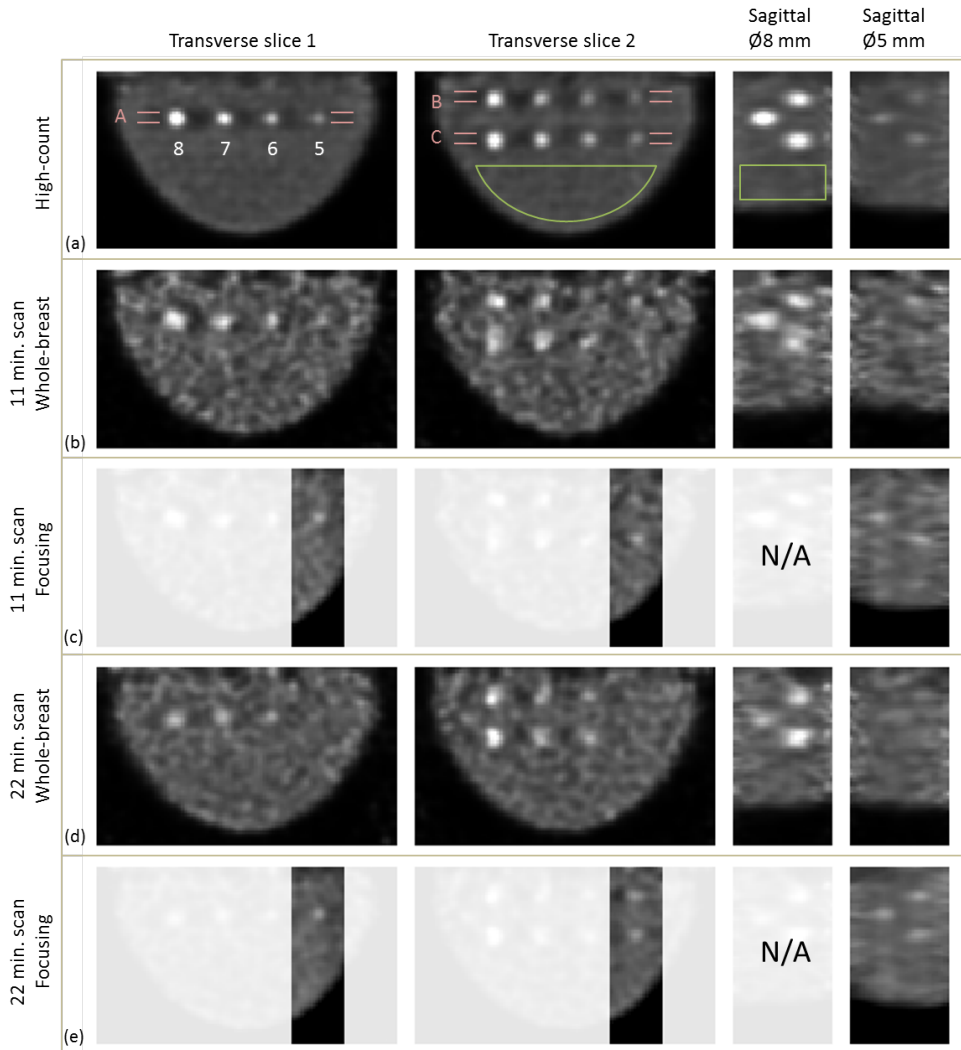 Transverse slice 1
Transverse slice 2
Sagittal
Ø8 mm
Sagittal
Ø5 mm
High-count
(a)
A
8 7 6 5
B
C
11 min. scan
Whole-breast
(b)
11 min. scan
Focusing
(c)
N/A
22 min. scan
Whole-breast
(d)
22 min. scan
Focusing
(e)
N/A